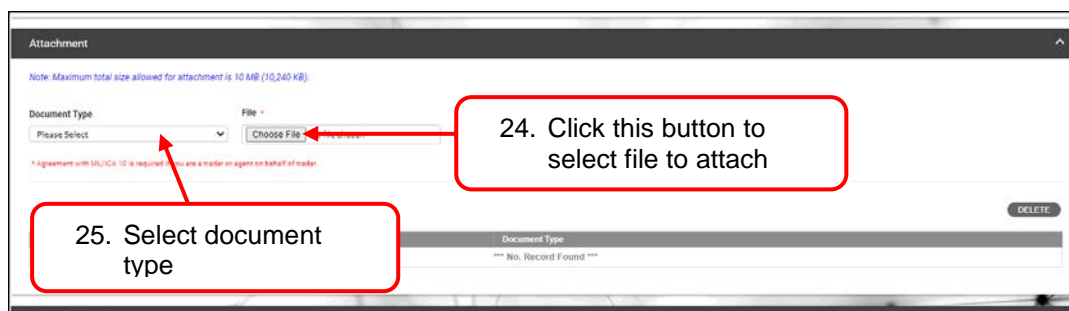 Attachment
Note: Maximum total size allowed for attachment is 10 MB (10,240 KB).
Document Type File *
Please Select Choose File
24. Click this button to
select file to attach
* Agreement with ML/ICA 10 is required if you are a trader or agent on behalf of trader.
DELETE
25. Select document
type
Document Type
*** No. Record Found ***